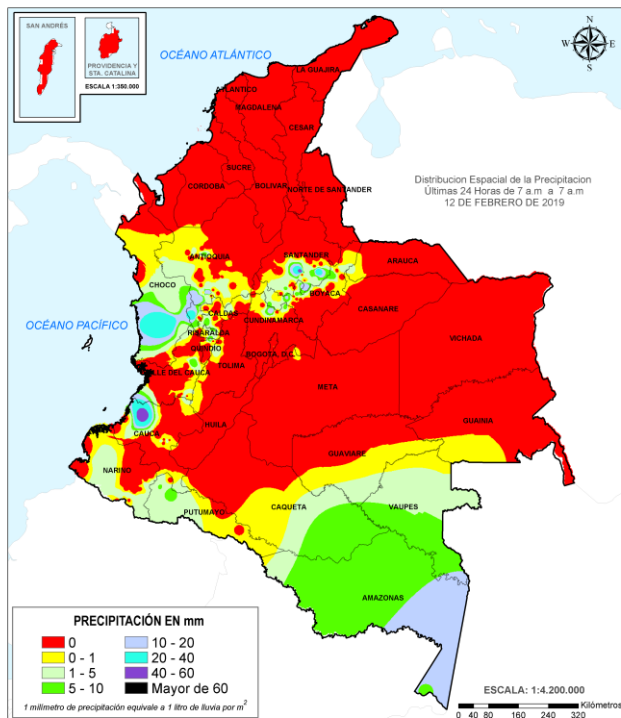 SAN ANDRÉS
PROVIDENCIA Y
STA. CATALINA
ESCALA 1:350.000
OCÉANO ATLÁNTICO
N
W E
S
LA GUAJIRA
ATLANTICO
MAGDALENA
CESAR
SUCRE
CORDOBA
BOLIVAR
NORTE DE SANTANDER
Distribucion Espacial de la Precipitacion
Últimas 24 Horas de 7 a.m a 7 a.m
12 DE FEBRERO DE 2019
ANTIOQUIA
SANTANDER
ARAUCA
CHOCO
BOYACA
CASANARE
OCÉANO PACÍFICO
CALDAS
CUNDINAMARCA
RISARALDA
VICHADA
QUINDIO
BOGOTA, D.C.
TOLIMA
VALLE DEL CAUCA
META
GUAINIA
HUILA
CAUCA
GUAVIARE
NARIÑO
CAQUETA
VAUPES
PUTUMAYO
AMAZONAS
PRECIPITACIÓN EN mm
0 10 - 20
0 - 1 20 - 40
1 - 5 40 - 60
5 - 10 Mayor de 60
1 milimetro de precipitación equivale a 1 litro de lluvia por m2
ESCALA: 1:4.200.000
Kilómetros
0 40 80 160 240 320